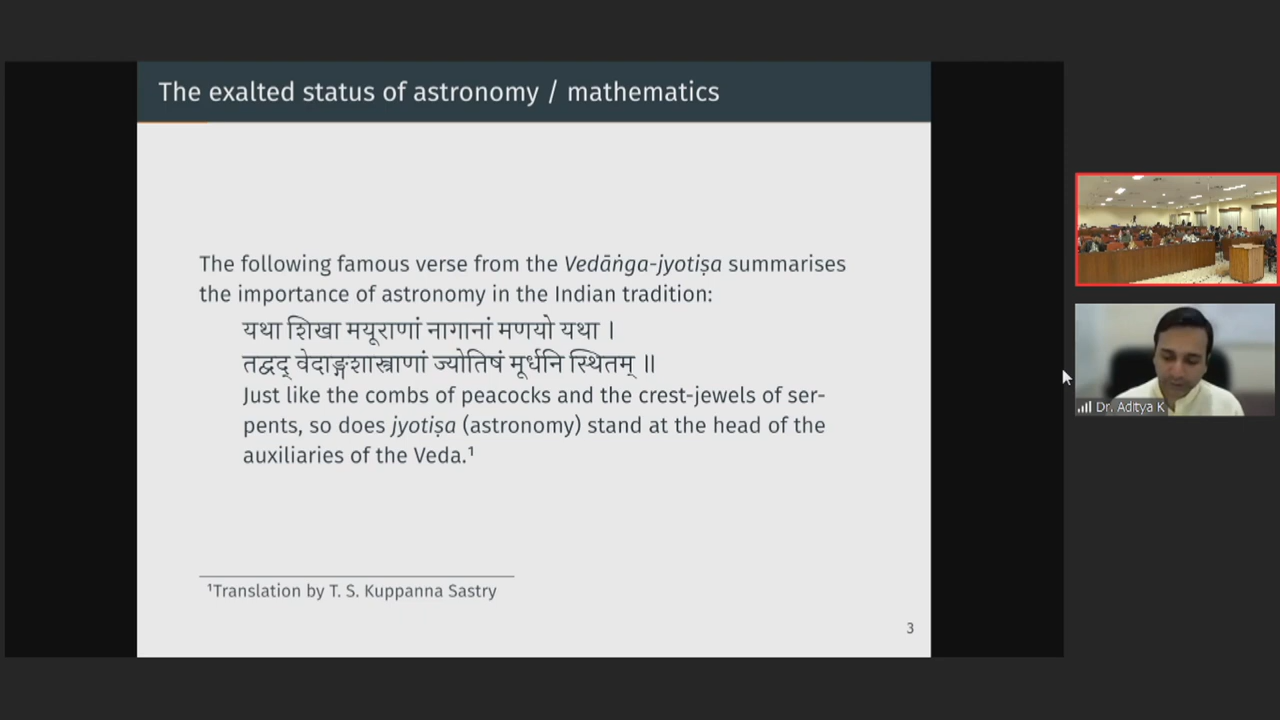 The exalted status of astronomy / mathematics
The following famous verse from the Vedāṅga-jyotiṣa summarises
the importance of astronomy in the Indian tradition:
यथा शिखा मयूराणां नागानां मणयो यथा ।
तद्वद् वेदाङ्गशास्त्राणां ज्योतिषं मूर्धनि स्थितम् ॥
Just like the combs of peacocks and the crest-jewels of ser-
pents, so does jyotiṣa (astronomy) stand at the head of the
auxiliaries of the Veda.¹
¹Translation by T. S. Kuppanna Sastry
3
Dr. Aditya K